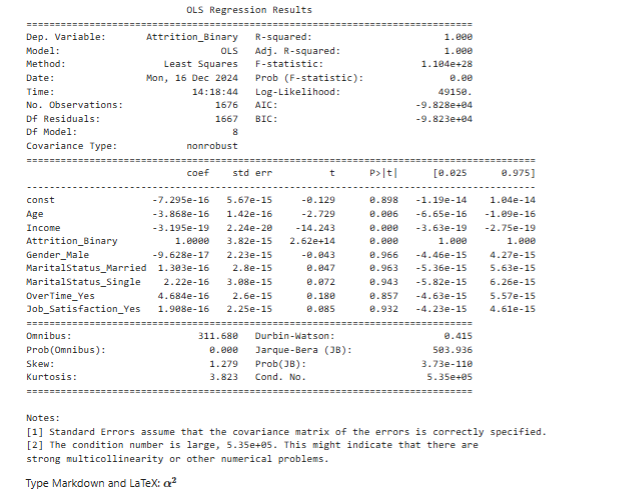 OLS Regression Results
==============================================================================
Dep. Variable: Attrition_Binary R-squared: 1.000
Model: OLS Adj. R-squared: 1.000
Method: Least Squares F-statistic: 1.104e+28
Date: Mon, 16 Dec 2024 Prob (F-statistic): 0.00
Time: 14:18:44 Log-Likelihood: 49150.
No. Observations: 1676 AIC: -9.828e+04
Df Residuals: 1667 BIC: -9.823e+04
Df Model: 8
Covariance Type: nonrobust
==============================================================================
coef std err t P>|t| [0.025 0.975]
------------------------------------------------------------------------------
const -7.295e-16 5.67e-15 -0.129 0.898 -1.19e-14 1.04e-14
Age -3.868e-16 1.42e-16 -2.729 0.006 -6.65e-16 -1.09e-16
Income -3.195e-19 2.24e-20 -14.243 0.000 -3.63e-19 -2.75e-19
Attrition_Binary 1.0000 3.82e-15 2.62e+14 0.000 1.000 1.000
Gender_Male -9.628e-17 2.23e-15 -0.043 0.966 -4.46e-15 4.27e-15
MaritalStatus_Married 1.303e-16 2.8e-15 0.047 0.963 -5.36e-15 5.63e-15
MaritalStatus_Single 2.22e-16 3.08e-15 0.072 0.943 -5.82e-15 6.26e-15
OverTime_Yes 4.684e-16 2.6e-15 0.180 0.857 -4.63e-15 5.57e-15
Job_Satisfaction_Yes 1.908e-16 2.25e-15 0.085 0.932 -4.23e-15 4.61e-15
==============================================================================
Omnibus: 311.680 Durbin-Watson: 0.415
Prob(Omnibus): 0.000 Jarque-Bera (JB): 503.936
Skew: 1.279 Prob(JB): 3.73e-110
Kurtosis: 3.823 Cond. No. 5.35e+05
==============================================================================
Notes:
[1] Standard Errors assume that the covariance matrix of the errors is correctly specified.
[2] The condition number is large, 5.35e+05. This might indicate that there are
strong multicollinearity or other numerical problems.
Type Markdown and LaTeX: α²